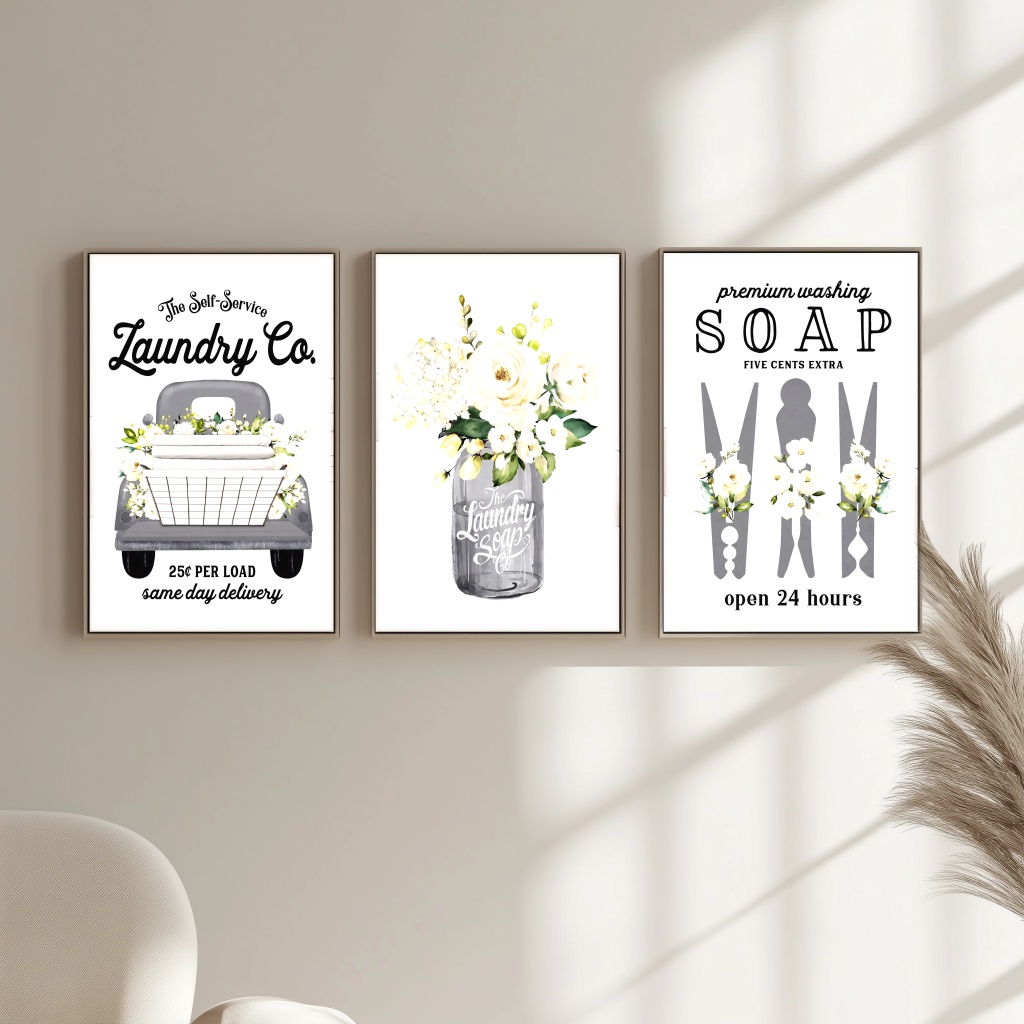 The Self-Service
Laundry Co.
25¢ PER LOAD
same day delivery
The
Laundry
Soap
Co
premium washing
SOAP
FIVE CENTS EXTRA
open 24 hours